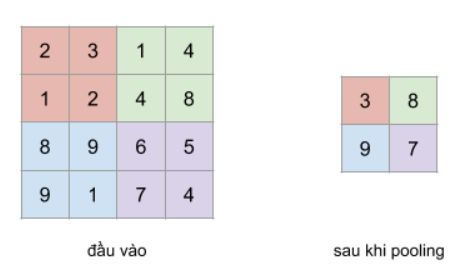 2 3 1 4
1 2 4 8
8 9 6 5
9 1 7 4
đầu vào
3 8
9 7
sau khi pooling